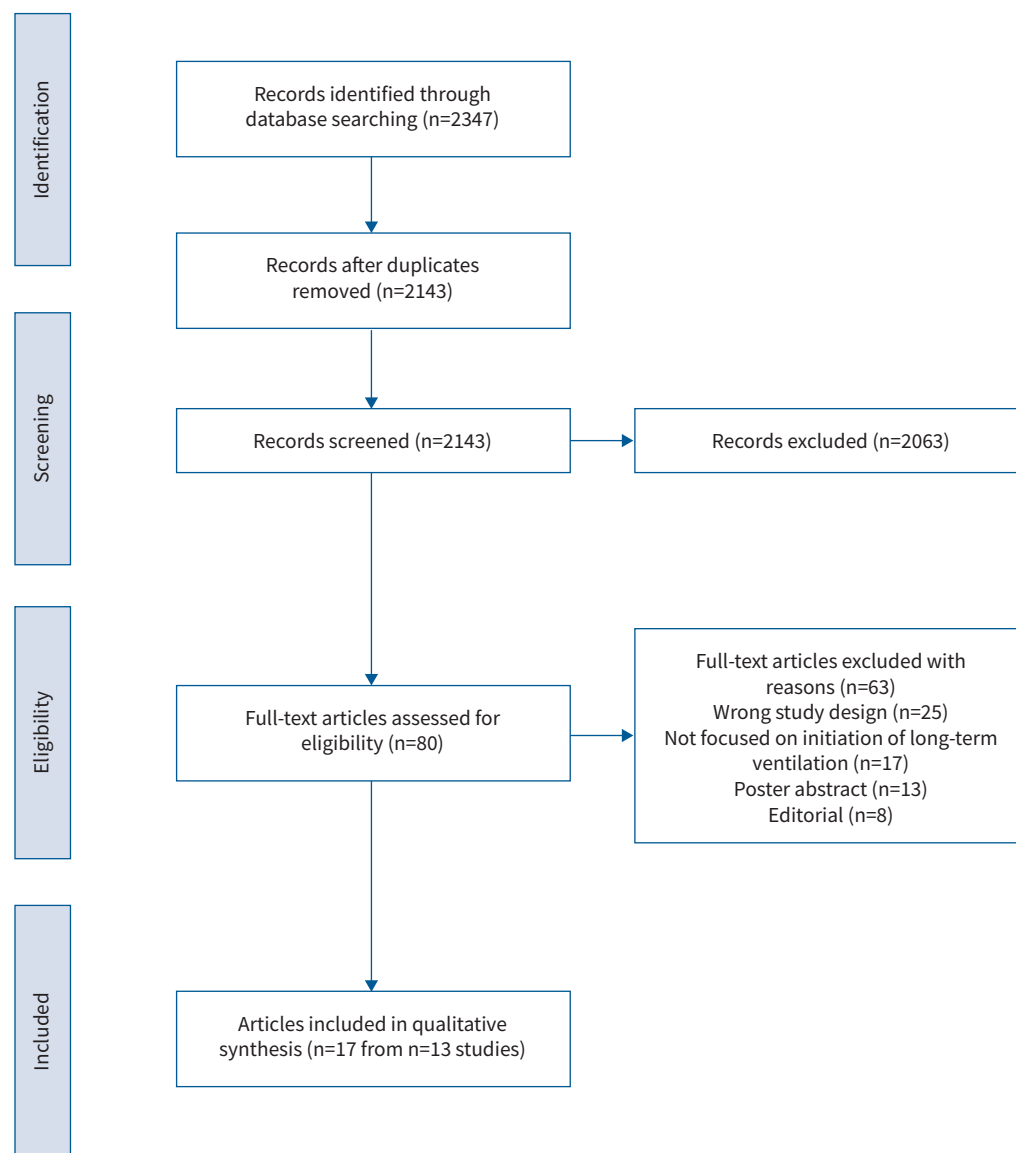 Identification
Records identified through
database searching (n=2347)
Records after duplicates
removed (n=2143)
Screening
Records screened (n=2143)
Records excluded (n=2063)
Eligibility
Full-text articles assessed for
eligibility (n=80)
Full-text articles excluded with
reasons (n=63)
Wrong study design (n=25)
Not focused on initiation of long-term
ventilation (n=17)
Poster abstract (n=13)
Editorial (n=8)
Included
Articles included in qualitative
synthesis (n=17 from n=13 studies)